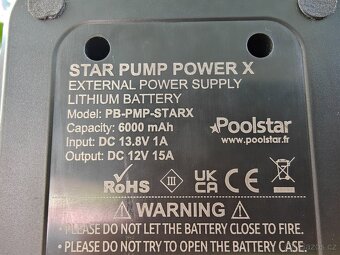 STAR PUMP POWER X
EXTERNAL POWER SUPPLY
LITHIUM BATTERY
Model: PB-PMP-STARX
Capacity: 6000 mAh
Input: DC 13.8V 1A
Output: DC 12V 15A
Poolstar
www.poolstar.fr
RoHS
III
UK
CA
CE
WARNING
PLEASE DO NOT LET THE BATTERY CLOSE TO FIRE.
PLEASE DO NOT TRY TO OPEN THE BATTERY CASE.